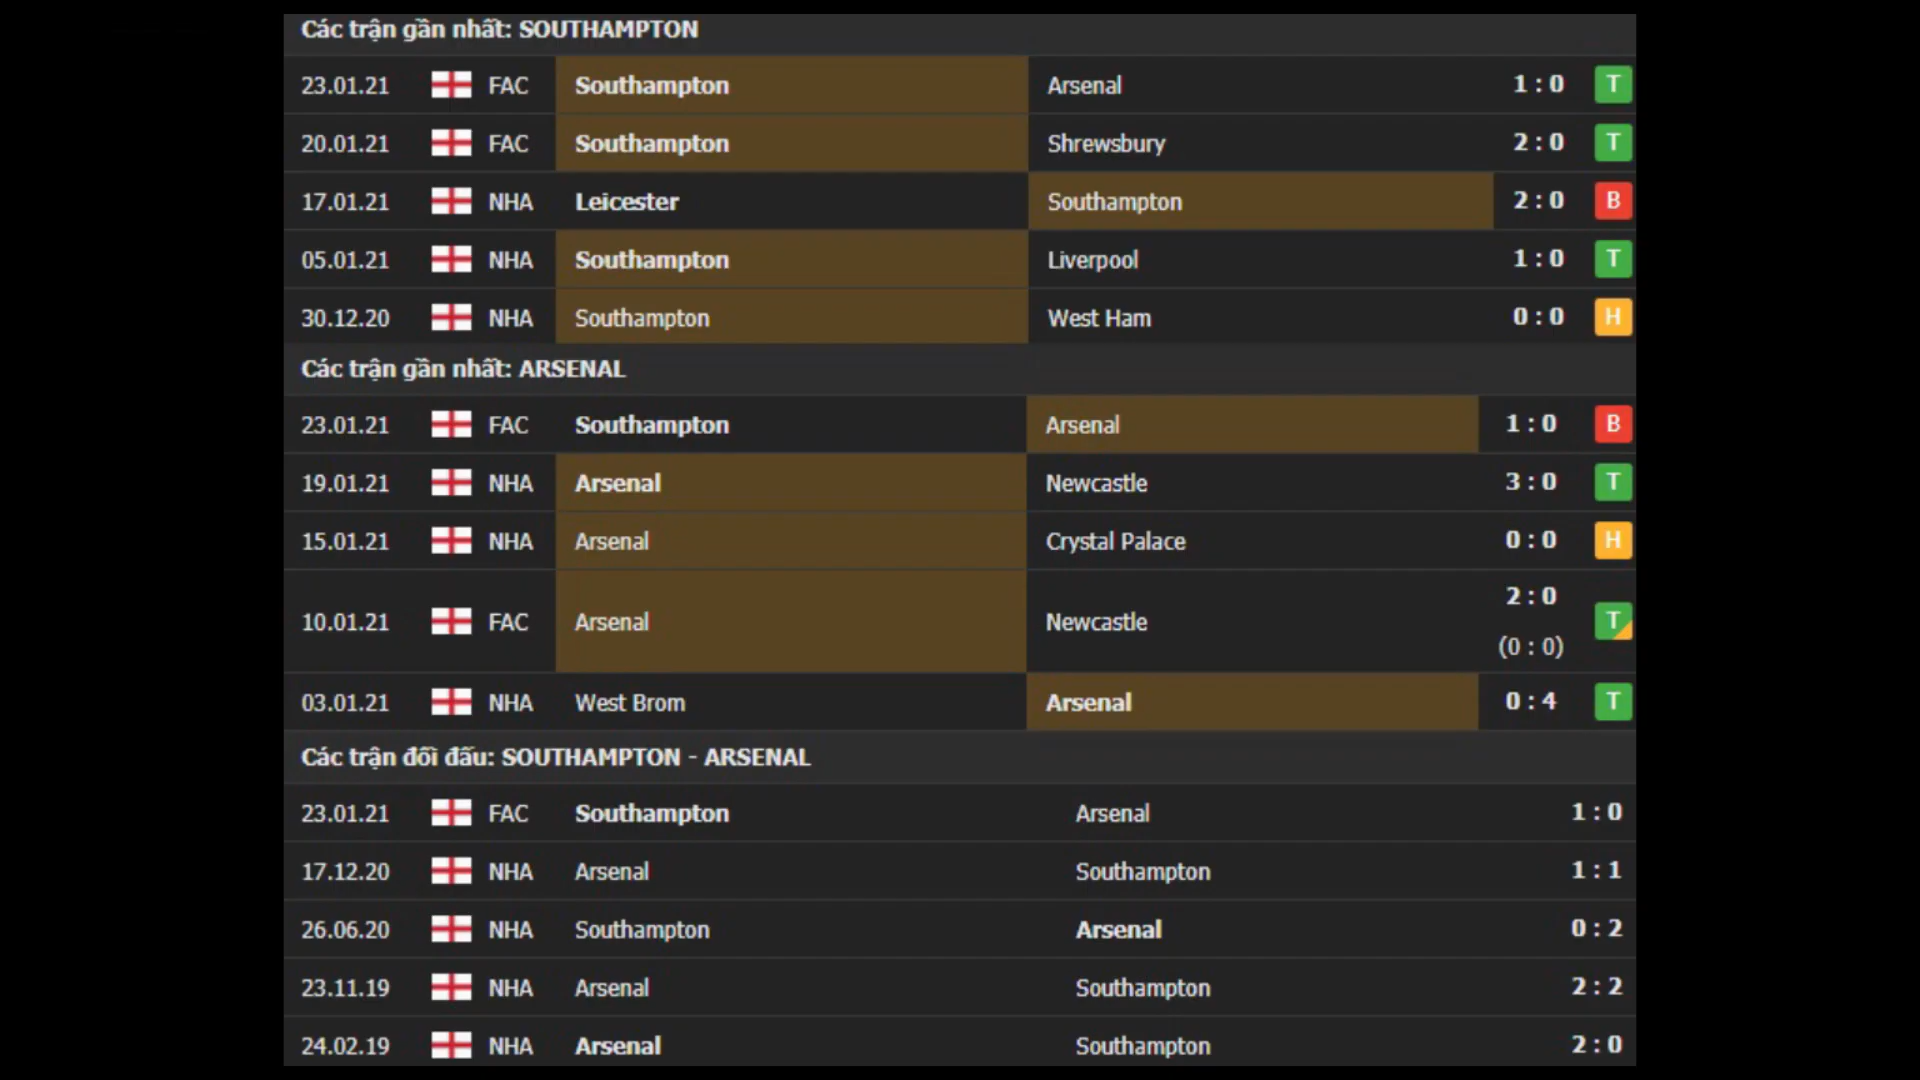 Các trận gần nhất: SOUTHAMPTON
23.01.21 FAC Southampton Arsenal 1 : 0 T
20.01.21 FAC Southampton Shrewsbury 2 : 0 T
17.01.21 NHA Leicester Southampton 2 : 0 B
05.01.21 NHA Southampton Liverpool 1 : 0 T
30.12.20 NHA Southampton West Ham 0 : 0 H
Các trận gần nhất: ARSENAL
23.01.21 FAC Southampton Arsenal 1 : 0 B
19.01.21 NHA Arsenal Newcastle 3 : 0 T
15.01.21 NHA Arsenal Crystal Palace 0 : 0 H
10.01.21 FAC Arsenal Newcastle 2 : 0 T
(0 : 0)
03.01.21 NHA West Brom Arsenal 0 : 4 T
Các trận đối đấu: SOUTHAMPTON - ARSENAL
23.01.21 FAC Southampton Arsenal 1 : 0
17.12.20 NHA Arsenal Southampton 1 : 1
26.06.20 NHA Southampton Arsenal 0 : 2
23.11.19 NHA Arsenal Southampton 2 : 2
24.02.19 NHA Arsenal Southampton 2 : 0